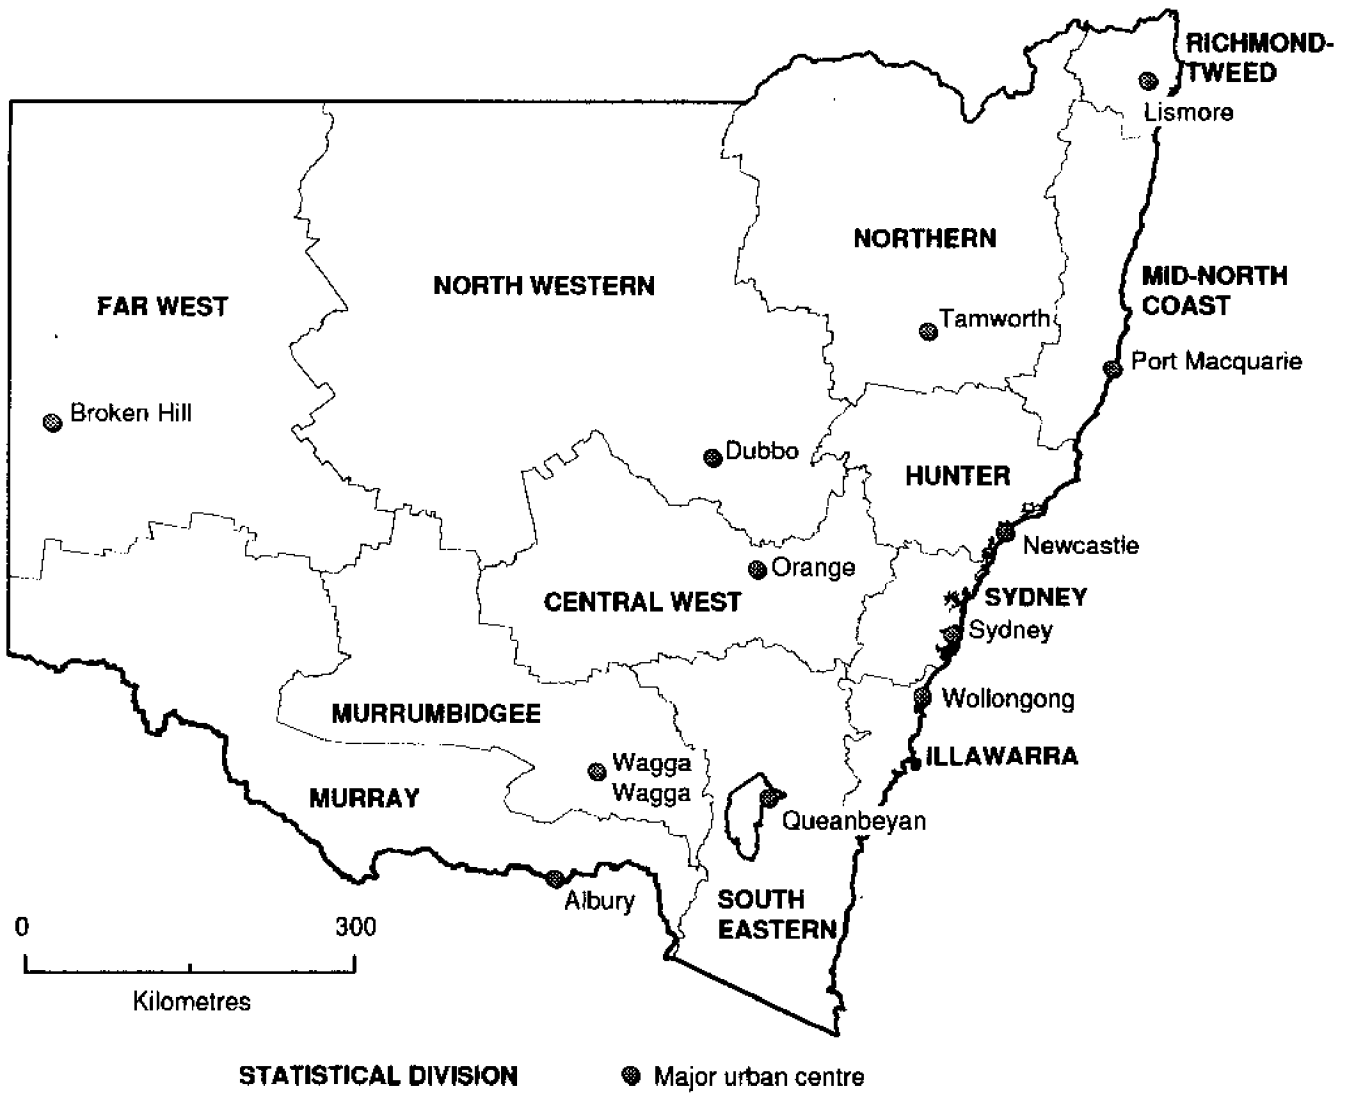 RICHMOND-
TWEED
Lismore
NORTHERN
MID-NORTH
COAST
NORTH WESTERN
FAR WEST
Tamworth
Port Macquarie
Broken Hill
Dubbo
HUNTER
Newcastle
Orange
CENTRAL WEST
SYDNEY
Sydney
Wollongong
MURRUMBIDGEE
ILLAWARRA
Wagga
Wagga
MURRAY
Queanbeyan
Albury
SOUTH
EASTERN
0 300
Kilometres
STATISTICAL DIVISION Major urban centre